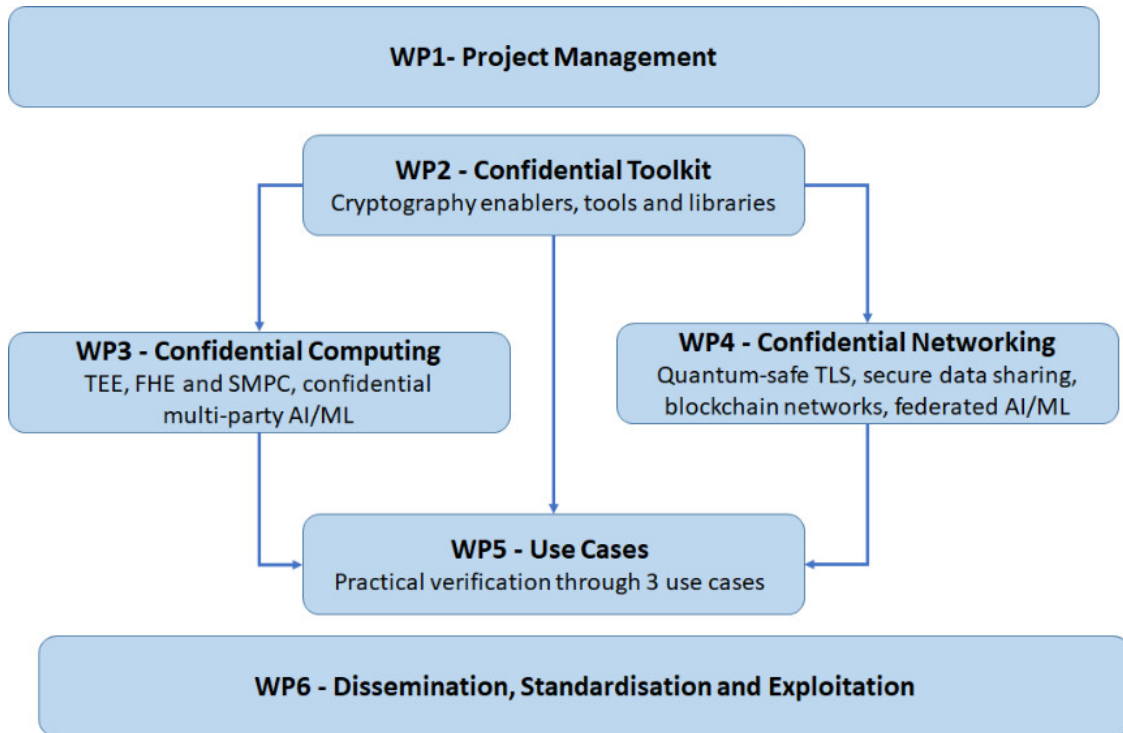 WP1- Project Management
WP2 - Confidential Toolkit
Cryptography enablers, tools and libraries
WP3 - Confidential Computing
TEE, FHE and SMPC, confidential
multi-party AI/ML
WP4 - Confidential Networking
Quantum-safe TLS, secure data sharing,
blockchain networks, federated AI/ML
WP5 - Use Cases
Practical verification through 3 use cases
WP6 - Dissemination, Standardisation and Exploitation